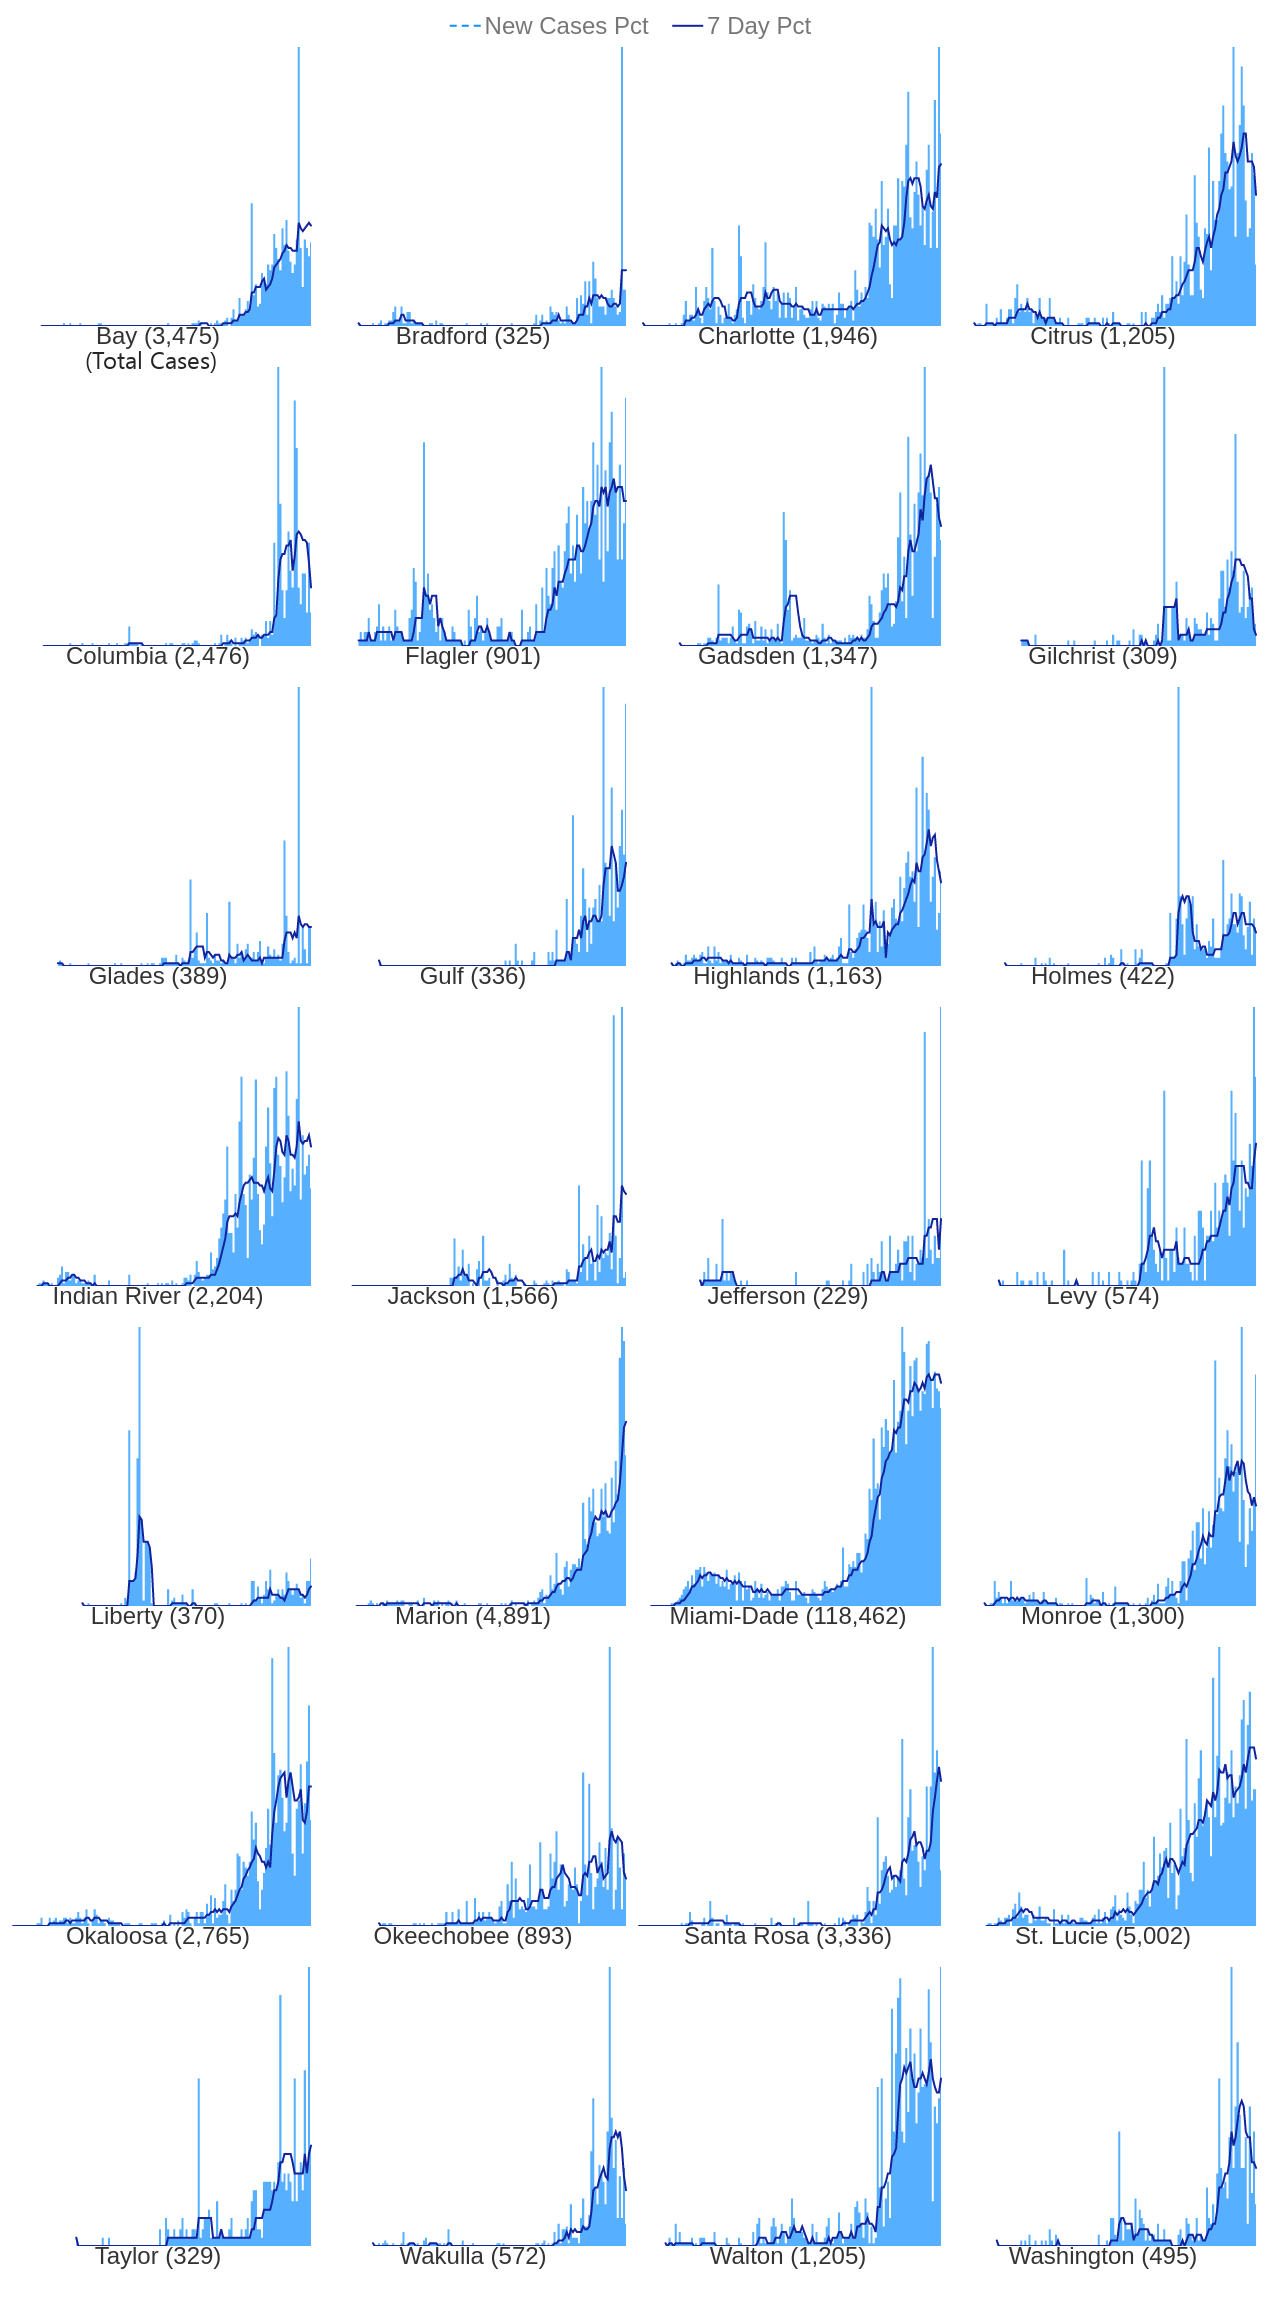 New Cases Pct 7 Day Pct
Bay (3,475) Bradford (325) Charlotte (1,946) Citrus (1,205)
(Total Cases)
Columbia (2,476) Flagler (901) Gadsden (1,347) Gilchrist (309)
Glades (389) Gulf (336) Highlands (1,163) Holmes (422)
Indian River (2,204) Jackson (1,566) Jefferson (229) Levy (574)
Liberty (370) Marion (4,891) Miami-Dade (118,462) Monroe (1,300)
Okaloosa (2,765) Okeechobee (893) Santa Rosa (3,336) St. Lucie (5,002)
Taylor (329) Wakulla (572) Walton (1,205) Washington (495)